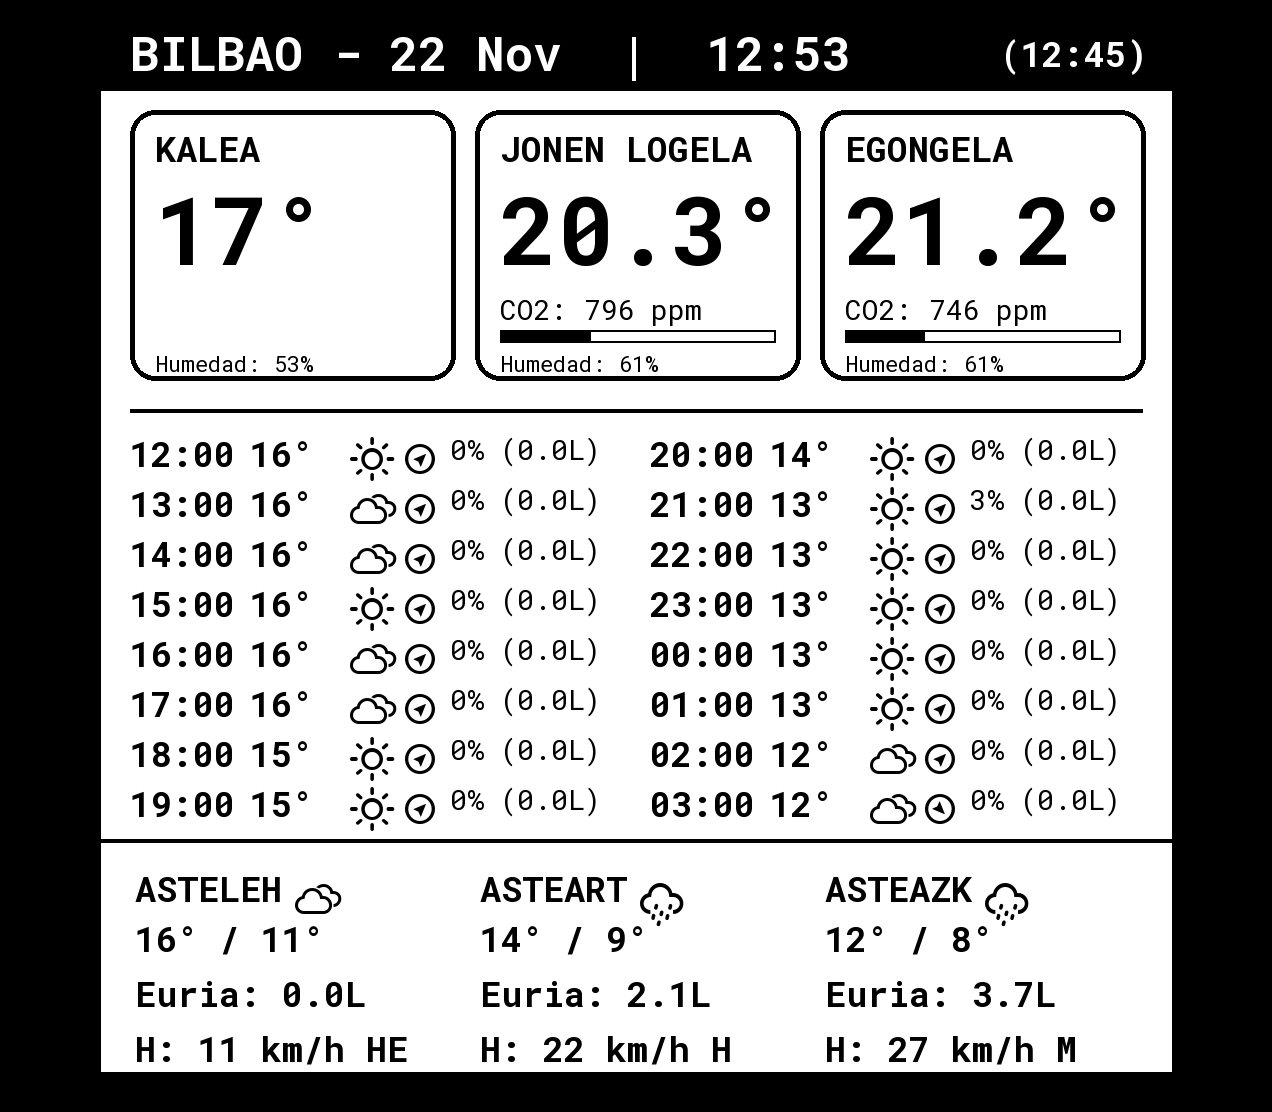 BILBAO - 22 Nov | 12:53 (12:45)
KALEA
17°
Humedad: 53%
JONEN LOGELA
20.3°
CO2: 796 ppm
Humedad: 61%
EGONGELA
21.2°
CO2: 746 ppm
Humedad: 61%
12:00 16° 0% (0.0L)
13:00 16° 0% (0.0L)
14:00 16° 0% (0.0L)
15:00 16° 0% (0.0L)
16:00 16° 0% (0.0L)
17:00 16° 0% (0.0L)
18:00 15° 0% (0.0L)
19:00 15° 0% (0.0L)
20:00 14° 0% (0.0L)
21:00 13° 3% (0.0L)
22:00 13° 0% (0.0L)
23:00 13° 0% (0.0L)
00:00 13° 0% (0.0L)
01:00 13° 0% (0.0L)
02:00 12° 0% (0.0L)
03:00 12° 0% (0.0L)
ASTELEH
16° / 11°
Euria: 0.0L
H: 11 km/h HE
ASTEART
14° / 9°
Euria: 2.1L
H: 22 km/h H
ASTEAZK
12° / 8°
Euria: 3.7L
H: 27 km/h M